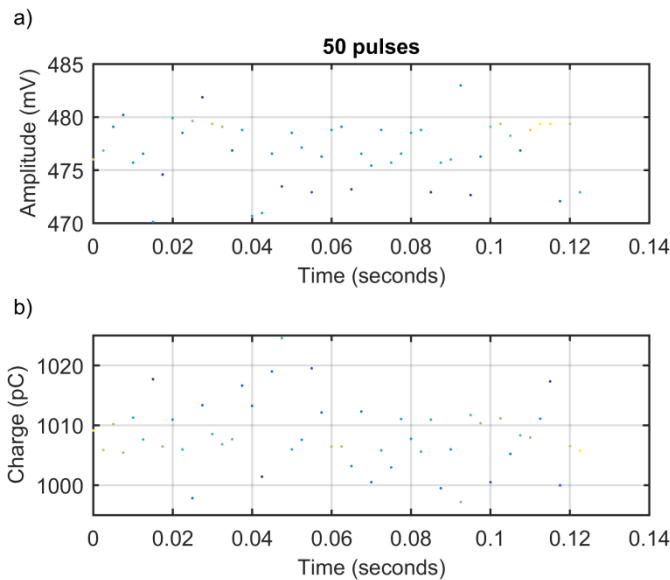 a)
50 pulses
485
480
475
470
Amplitude (mV)
0 0.02 0.04 0.06 0.08 0.1 0.12 0.14
Time (seconds)
b)
1020
1010
1000
Charge (pC)
0 0.02 0.04 0.06 0.08 0.1 0.12 0.14
Time (seconds)